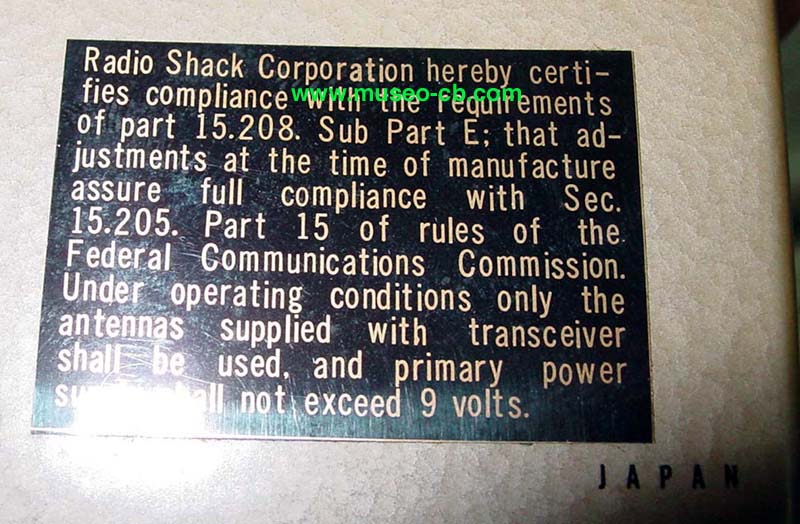 Radio Shack Corporation hereby certi-
fies compliance with the requirements
www.museo-cb.com
of part 15.208. Sub Part E; that ad-
justments at the time of manufacture
assure full compliance with Sec.
15.205. Part 15 of rules of the
Federal Communications Commission.
Under operating conditions only the
antennas supplied with transceiver
shall be used, and primary power
supply shall not exceed 9 volts.
JAPAN